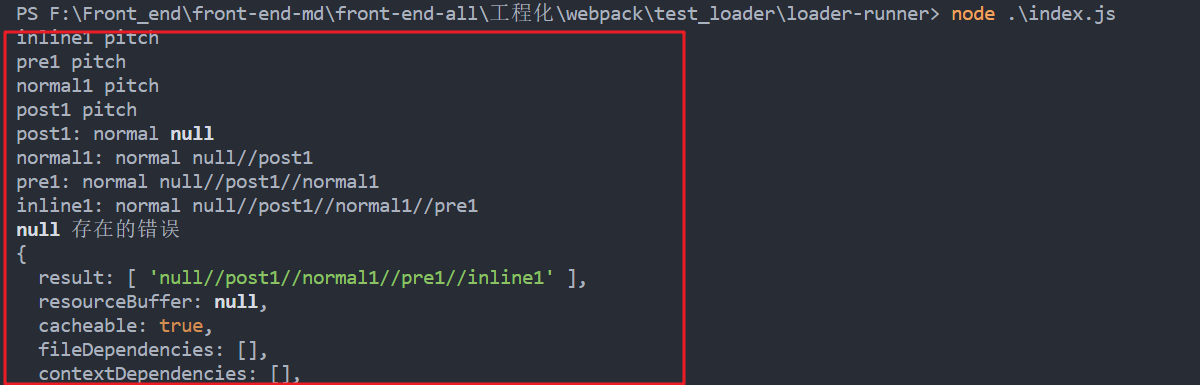 PS F:\Front_end\front-end-md\front-end-all\工程化\webpack\test_loader\loader-runner> node .\index.js
inline1 pitch
pre1 pitch
normal1 pitch
post1 pitch
post1: normal null
normal1: normal null//post1
pre1: normal null//post1//normal1
inline1: normal null//post1//normal1//pre1
null 存在的错误
{
  result: [ 'null//post1//normal1//pre1//inline1' ],
  resourceBuffer: null,
  cacheable: true,
  fileDependencies: [],
  contextDependencies: [],